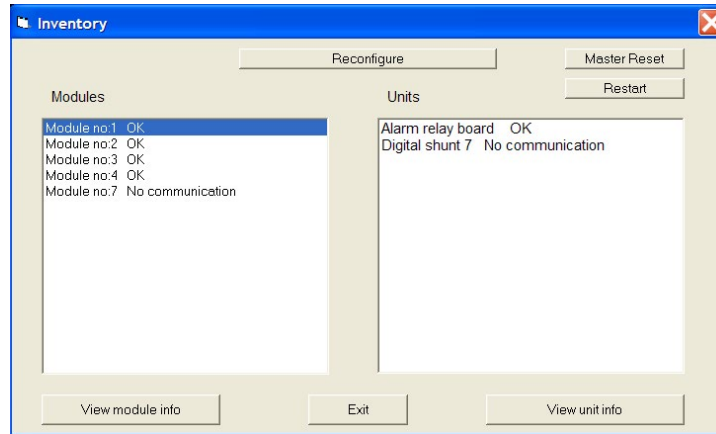 Inventory
Reconfigure
Master Reset
Restart
Modules
Units
Module no:1 OK
Module no:2 OK
Module no:3 OK
Module no:4 OK
Module no:7 No communication
Alarm relay board OK
Digital shunt 7 No communication
View module info
Exit
View unit info